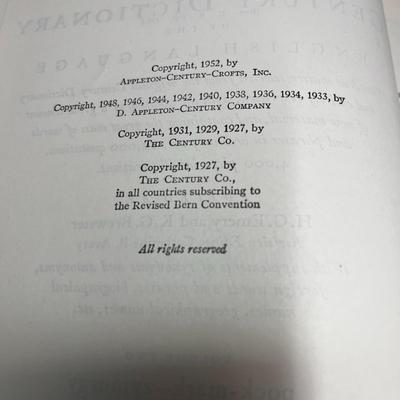 Copyright, 1952, by
APPLETON-CENTURY-CROFTS, INC.
Copyright, 1948, 1946, 1944, 1942, 1940, 1938, 1936, 1934, 1933, by
D. APPLETON-CENTURY COMPANY
Copyright, 1931, 1929, 1927, by
THE CENTURY CO.
Copyright, 1927, by
THE CENTURY CO.,
in all countries subscribing to
the Revised Bern Convention
All rights reserved